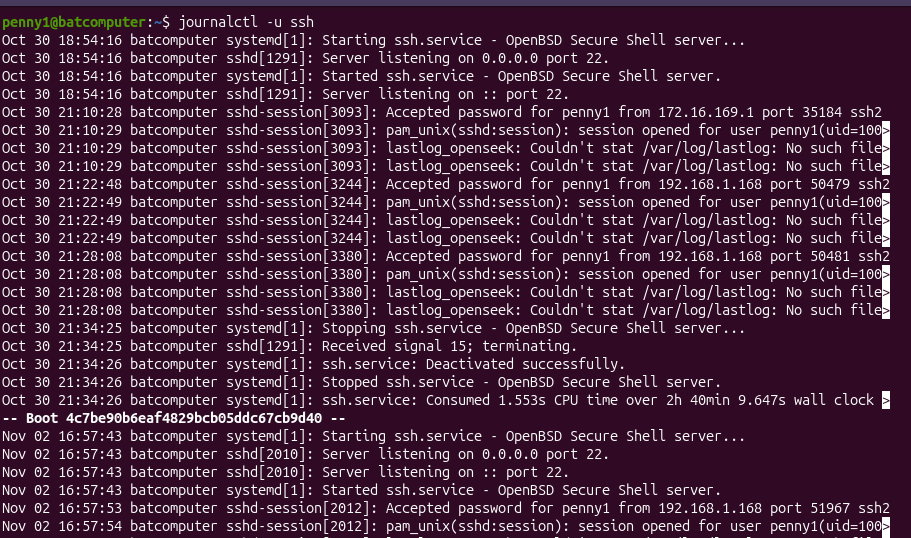 penny1@batcomputer:~$ journalctl -u ssh
Oct 30 18:54:16 batcomputer systemd[1]: Starting ssh.service - OpenBSD Secure Shell server...
Oct 30 18:54:16 batcomputer sshd[1291]: Server listening on 0.0.0.0 port 22.
Oct 30 18:54:16 batcomputer systemd[1]: Started ssh.service - OpenBSD Secure Shell server.
Oct 30 18:54:16 batcomputer sshd[1291]: Server listening on :: port 22.
Oct 30 21:10:28 batcomputer sshd-session[3093]: Accepted password for penny1 from 172.16.169.1 port 35184 ssh2
Oct 30 21:10:29 batcomputer sshd-session[3093]: pam_unix(sshd:session): session opened for user penny1(uid=100>
Oct 30 21:10:29 batcomputer sshd-session[3093]: lastlog_openseek: Couldn't stat /var/log/lastlog: No such file>
Oct 30 21:10:29 batcomputer sshd-session[3093]: lastlog_openseek: Couldn't stat /var/log/lastlog: No such file>
Oct 30 21:22:48 batcomputer sshd-session[3244]: Accepted password for penny1 from 192.168.1.168 port 50479 ssh2
Oct 30 21:22:49 batcomputer sshd-session[3244]: pam_unix(sshd:session): session opened for user penny1(uid=100>
Oct 30 21:22:49 batcomputer sshd-session[3244]: lastlog_openseek: Couldn't stat /var/log/lastlog: No such file>
Oct 30 21:22:49 batcomputer sshd-session[3244]: lastlog_openseek: Couldn't stat /var/log/lastlog: No such file>
Oct 30 21:28:08 batcomputer sshd-session[3380]: Accepted password for penny1 from 192.168.1.168 port 50481 ssh2
Oct 30 21:28:08 batcomputer sshd-session[3380]: pam_unix(sshd:session): session opened for user penny1(uid=100>
Oct 30 21:28:08 batcomputer sshd-session[3380]: lastlog_openseek: Couldn't stat /var/log/lastlog: No such file>
Oct 30 21:28:08 batcomputer sshd-session[3380]: lastlog_openseek: Couldn't stat /var/log/lastlog: No such file>
Oct 30 21:34:25 batcomputer systemd[1]: Stopping ssh.service - OpenBSD Secure Shell server...
Oct 30 21:34:25 batcomputer sshd[1291]: Received signal 15; terminating.
Oct 30 21:34:26 batcomputer systemd[1]: ssh.service: Deactivated successfully.
Oct 30 21:34:26 batcomputer systemd[1]: Stopped ssh.service - OpenBSD Secure Shell server.
Oct 30 21:34:26 batcomputer systemd[1]: ssh.service: Consumed 1.553s CPU time over 2h 40min 9.647s wall clock >
-- Boot 4c7be90b6eaf4829bcb05ddc67cb9d40 --
Nov 02 16:57:43 batcomputer systemd[1]: Starting ssh.service - OpenBSD Secure Shell server...
Nov 02 16:57:43 batcomputer sshd[2010]: Server listening on 0.0.0.0 port 22.
Nov 02 16:57:43 batcomputer sshd[2010]: Server listening on :: port 22.
Nov 02 16:57:43 batcomputer systemd[1]: Started ssh.service - OpenBSD Secure Shell server.
Nov 02 16:57:53 batcomputer sshd-session[2012]: Accepted password for penny1 from 192.168.1.168 port 51967 ssh2
Nov 02 16:57:54 batcomputer sshd-session[2012]: pam_unix(sshd:session): session opened for user penny1(uid=100>